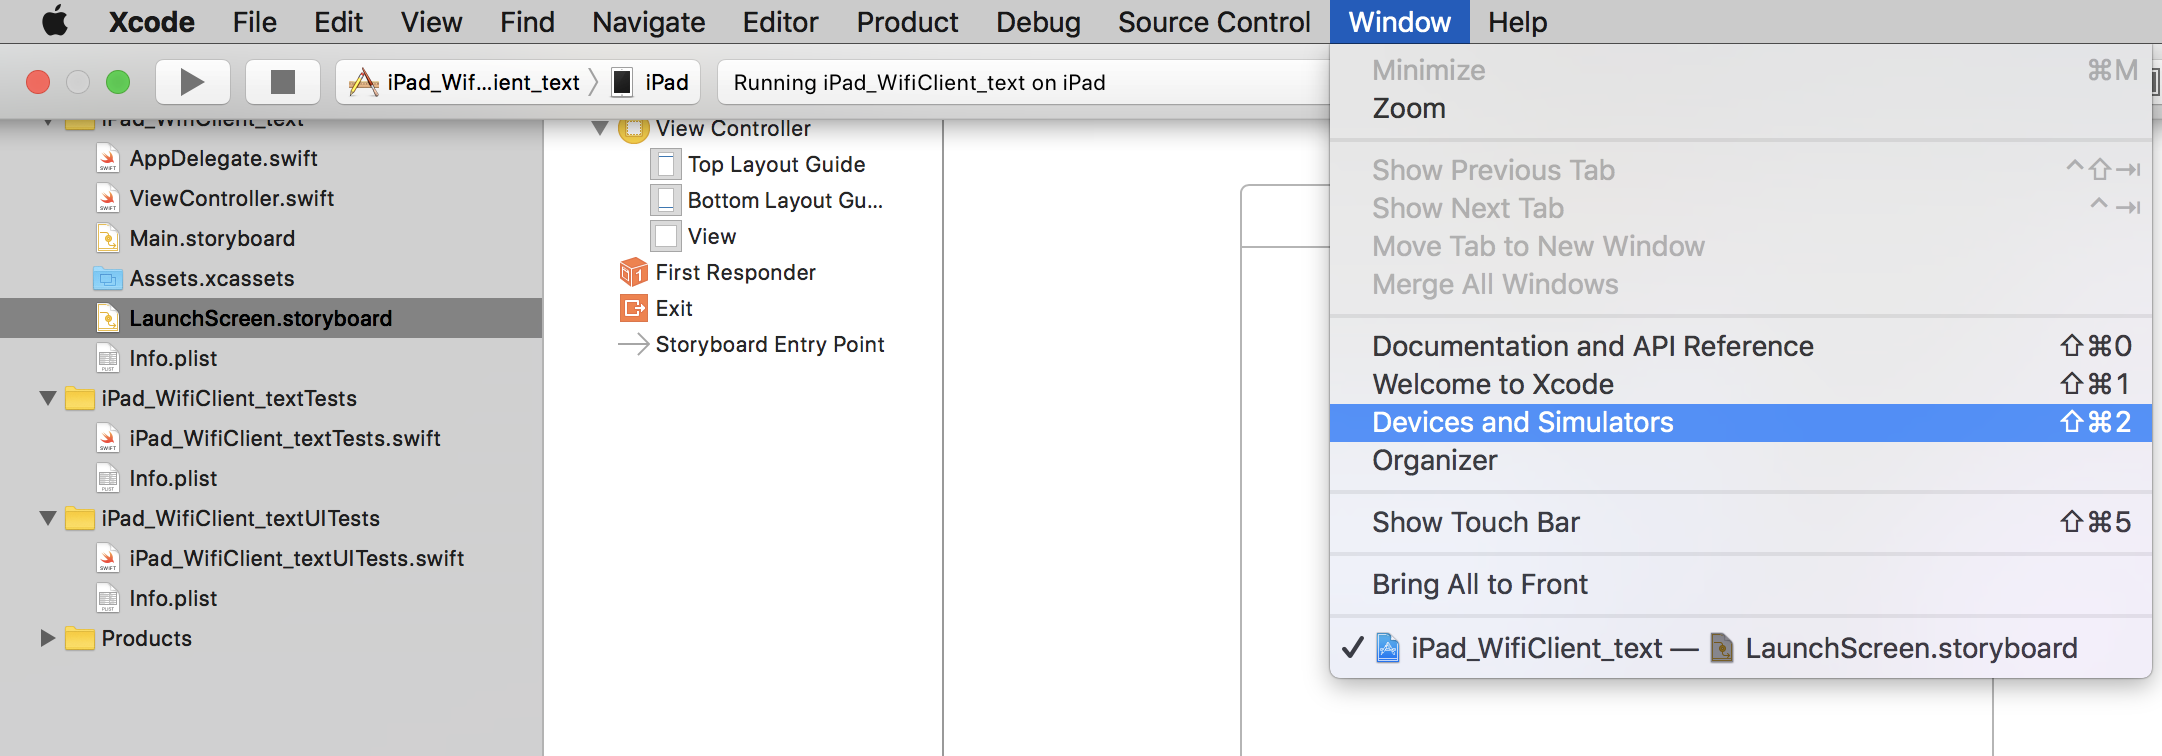 Xcode File Edit View Find Navigate Editor Product Debug Source Control Window Help
iPad_Wif...ient_text iPad
Running iPad_WifiClient_text on iPad
iPad_WifiClient_text
AppDelegate.swift
ViewController.swift
Main.storyboard
Assets.xcassets
LaunchScreen.storyboard
Info.plist
iPad_WifiClient_textTests
iPad_WifiClient_textTests.swift
Info.plist
iPad_WifiClient_textUITests
iPad_WifiClient_textUITests.swift
Info.plist
Products
View Controller
Top Layout Guide
Bottom Layout Gu...
View
First Responder
Exit
Storyboard Entry Point
Minimize ⌘M
Zoom
Show Previous Tab ⌃⇧⇥
Show Next Tab ⌃⇥
Move Tab to New Window
Merge All Windows
Documentation and API Reference ⇧⌘0
Welcome to Xcode ⇧⌘1
Devices and Simulators ⇧⌘2
Organizer
Show Touch Bar ⇧⌘5
Bring All to Front
✓ iPad_WifiClient_text — LaunchScreen.storyboard